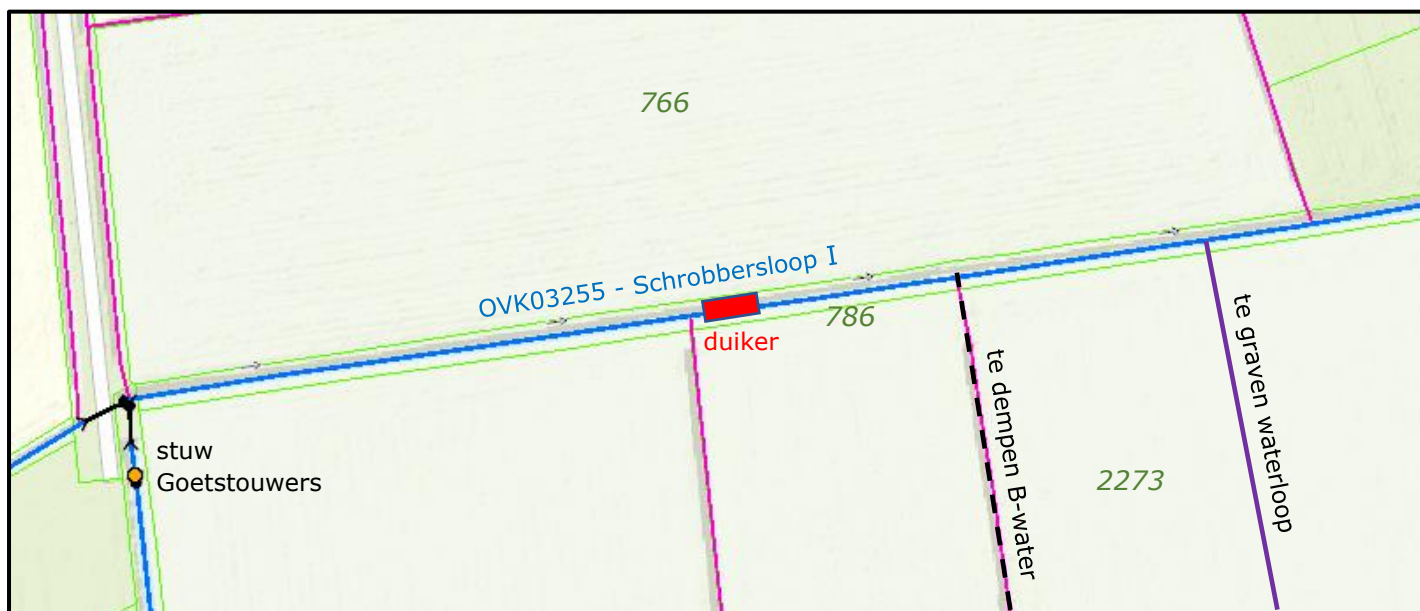 766
OVK03255 - Schrobbersloop I
786
duiker
te dempen B-water
te graven waterloop
stuw
Goetstouwers
2273